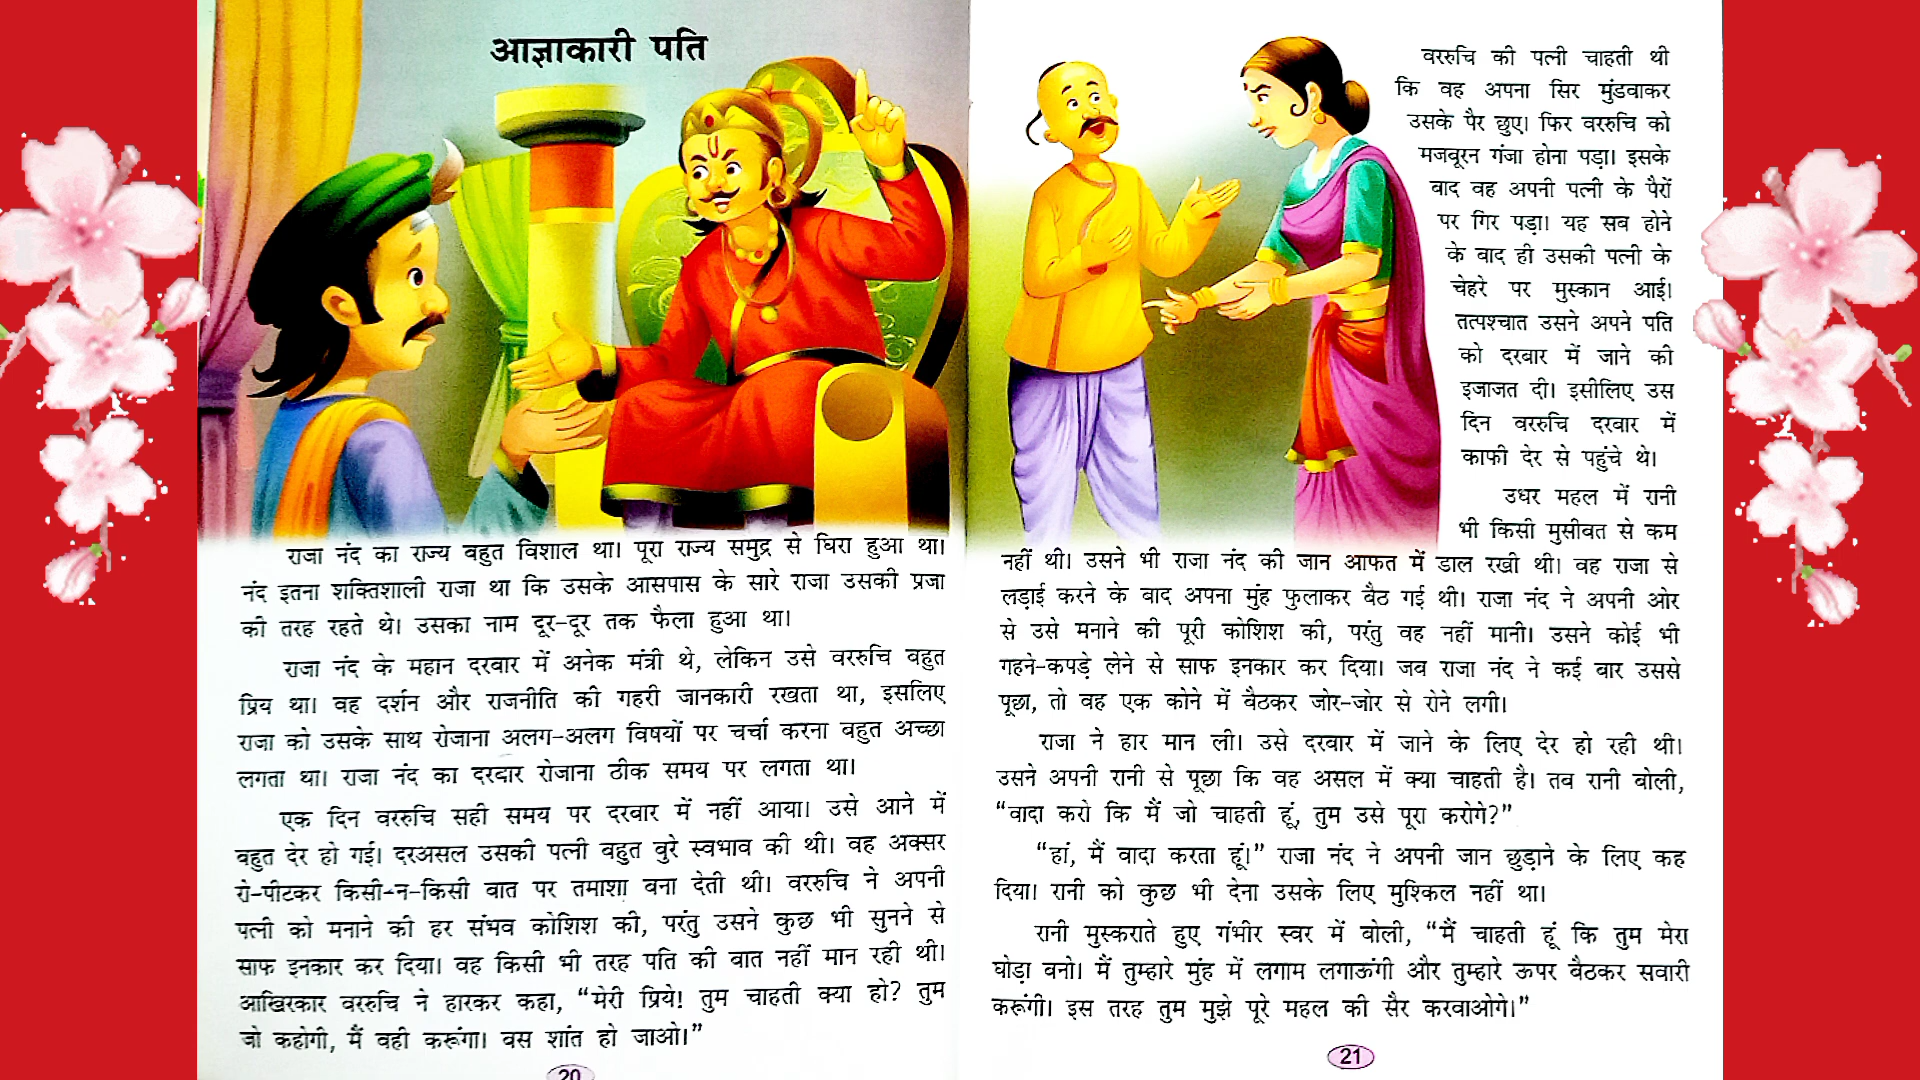 आज्ञाकारी पति
राजा नंद का राज्य बहुत विशाल था। पूरा राज्य समुद्र से घिरा हुआ था।
नंद इतना शक्तिशाली राजा था कि उसके आसपास के सारे राजा उसकी प्रजा
की तरह रहते थे। उसका नाम दूर-दूर तक फैला हुआ था।
राजा नंद के महान दरबार में अनेक मंत्री थे, लेकिन उसे वररुचि बहुत
प्रिय था। वह दर्शन और राजनीति की गहरी जानकारी रखता था, इसलिए
राजा को उसके साथ रोजाना अलग-अलग विषयों पर चर्चा करना बहुत अच्छा
लगता था। राजा नंद का दरबार रोजाना ठीक समय पर लगता था।
एक दिन वररुचि सही समय पर दरबार में नहीं आया। उसे आने में
बहुत देर हो गई। दरअसल उसकी पत्नी बहुत बुरे स्वभाव की थी। वह अक्सर
रो-पीटकर किसी-न-किसी बात पर तमाशा बना देती थी। वररुचि ने अपनी
पत्नी को मनाने की हर संभव कोशिश की, परंतु उसने कुछ भी सुनने से
साफ इनकार कर दिया। वह किसी भी तरह पति की बात नहीं मान रही थी।
आखिरकार वररुचि ने हारकर कहा, “मेरी प्रिये! तुम चाहती क्या हो? तुम
जो कहोगी, मैं वही करूंगा। बस शांत हो जाओ।”
20
वररुचि की पत्नी चाहती थी
कि वह अपना सिर मुंडवाकर
उसके पैर छुए। फिर वररुचि को
मजबूरन गंजा होना पड़ा। इसके
बाद वह अपनी पत्नी के पैरों
पर गिर पड़ा। यह सब होने
के बाद ही उसकी पत्नी के
चेहरे पर मुस्कान आई।
तत्पश्चात उसने अपने पति
को दरबार में जाने की
इजाजत दी। इसीलिए उस
दिन वररुचि दरबार में
काफी देर से पहुंचे थे।
उधर महल में रानी
भी किसी मुसीबत से कम
नहीं थी। उसने भी राजा नंद की जान आफत में डाल रखी थी। वह राजा से
लड़ाई करने के बाद अपना मुंह फुलाकर बैठ गई थी। राजा नंद ने अपनी ओर
से उसे मनाने की पूरी कोशिश की, परंतु वह नहीं मानी। उसने कोई भी
गहने-कपड़े लेने से साफ इनकार कर दिया। जब राजा नंद ने कई बार उससे
पूछा, तो वह एक कोने में बैठकर जोर-जोर से रोने लगी।
राजा ने हार मान ली। उसे दरबार में जाने के लिए देर हो रही थी।
उसने अपनी रानी से पूछा कि वह असल में क्या चाहती है। तब रानी बोली,
“वादा करो कि मैं जो चाहती हूं, तुम उसे पूरा करोगे?”
“हां, मैं वादा करता हूं।” राजा नंद ने अपनी जान छुड़ाने के लिए कह
दिया। रानी को कुछ भी देना उसके लिए मुश्किल नहीं था।
रानी मुस्कराते हुए गंभीर स्वर में बोली, “मैं चाहती हूं कि तुम मेरा
घोड़ा बनो। मैं तुम्हारे मुंह में लगाम लगाऊंगी और तुम्हारे ऊपर बैठकर सवारी
करूंगी। इस तरह तुम मुझे पूरे महल की सैर करवाओगे।”
21